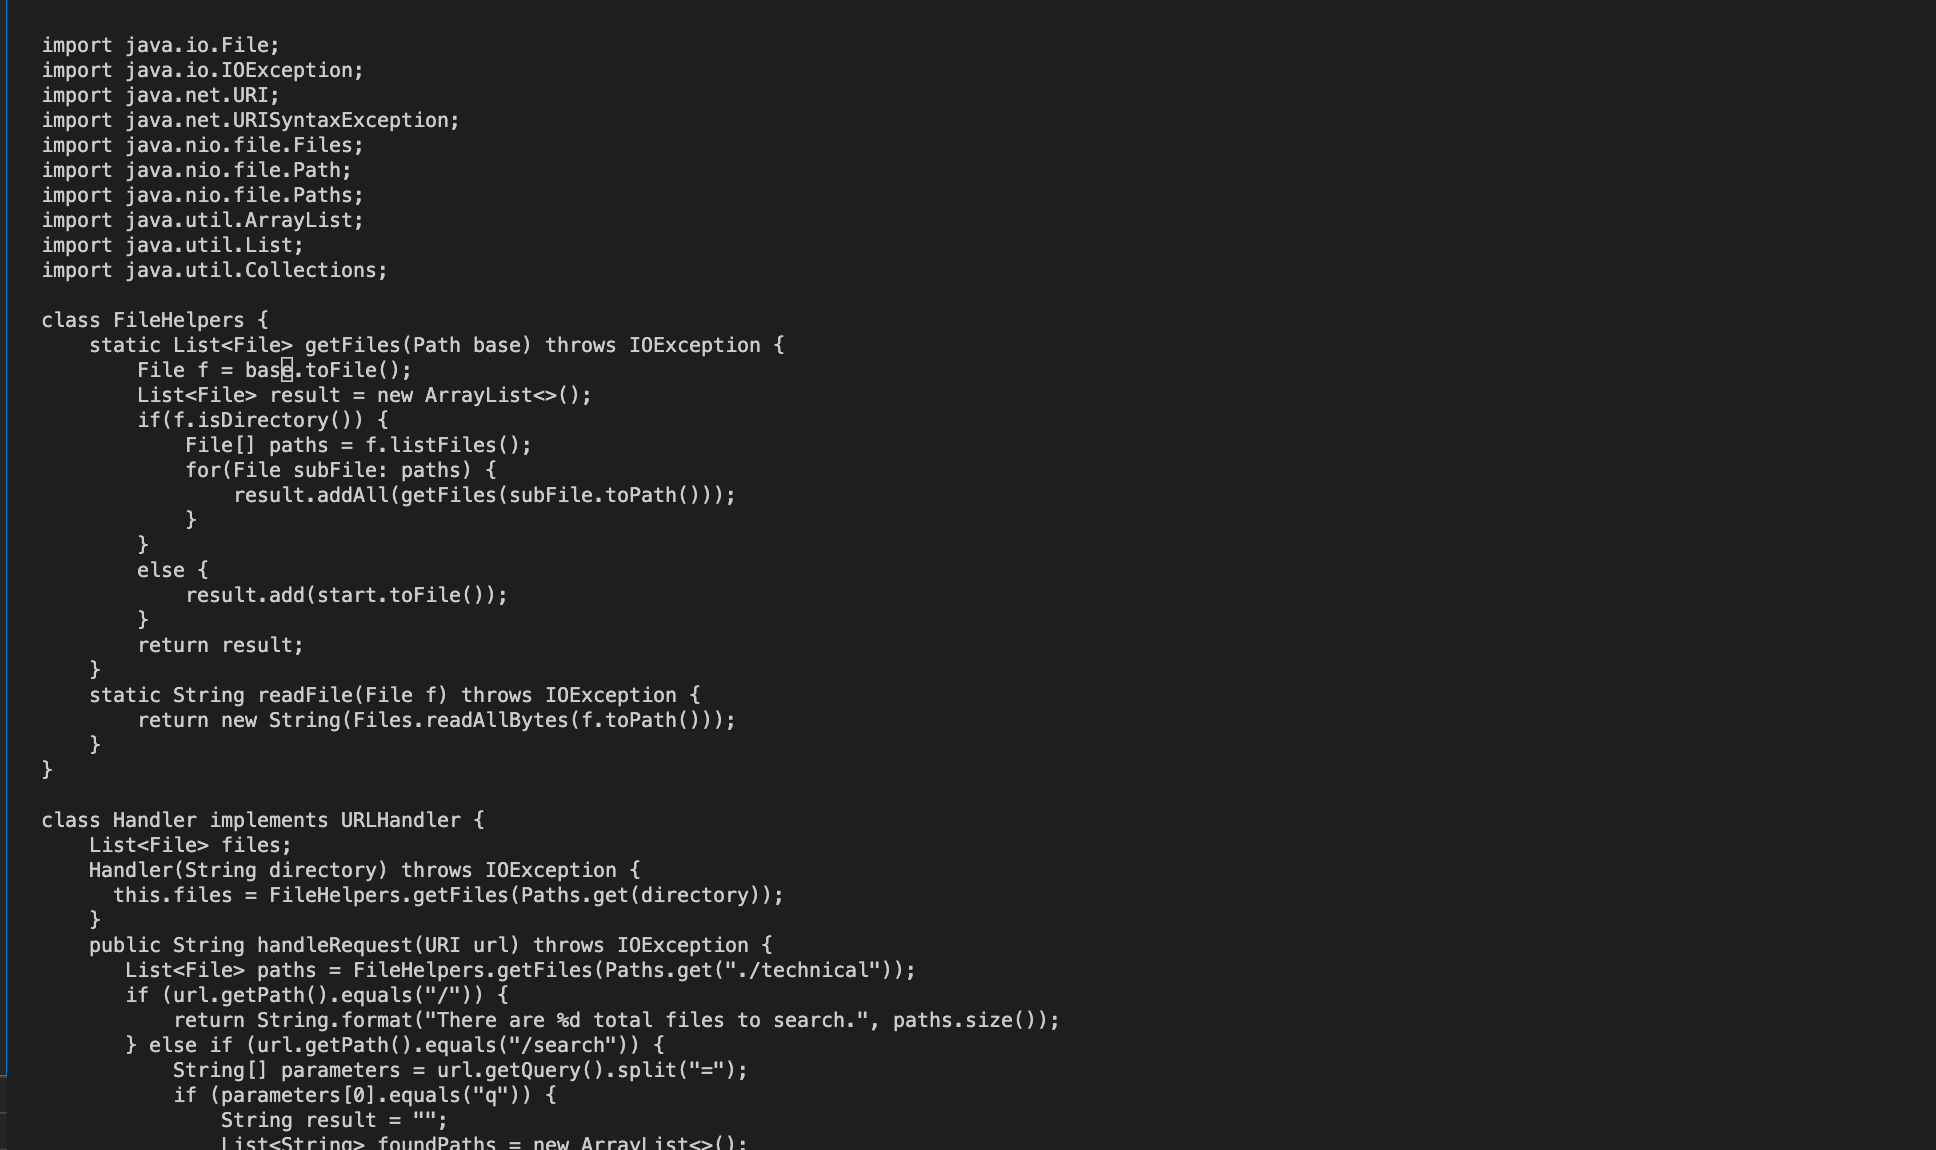 import java.io.File;
import java.io.IOException;
import java.net.URI;
import java.net.URISyntaxException;
import java.nio.file.Files;
import java.nio.file.Path;
import java.nio.file.Paths;
import java.util.ArrayList;
import java.util.List;
import java.util.Collections;

class FileHelpers {
    static List<File> getFiles(Path base) throws IOException {
        File f = base.toFile();
        List<File> result = new ArrayList<>();
        if(f.isDirectory()) {
            File[] paths = f.listFiles();
            for(File subFile: paths) {
                result.addAll(getFiles(subFile.toPath()));
            }
        }
        else {
            result.add(start.toFile());
        }
        return result;
    }
    static String readFile(File f) throws IOException {
        return new String(Files.readAllBytes(f.toPath()));
    }
}

class Handler implements URLHandler {
    List<File> files;
    Handler(String directory) throws IOException {
      this.files = FileHelpers.getFiles(Paths.get(directory));
    }
    public String handleRequest(URI url) throws IOException {
       List<File> paths = FileHelpers.getFiles(Paths.get("./technical"));
       if (url.getPath().equals("/")) {
           return String.format("There are %d total files to search.", paths.size());
       } else if (url.getPath().equals("/search")) {
           String[] parameters = url.getQuery().split("=");
           if (parameters[0].equals("q")) {
               String result = "";
               List<String> foundPaths = new ArrayList<>();